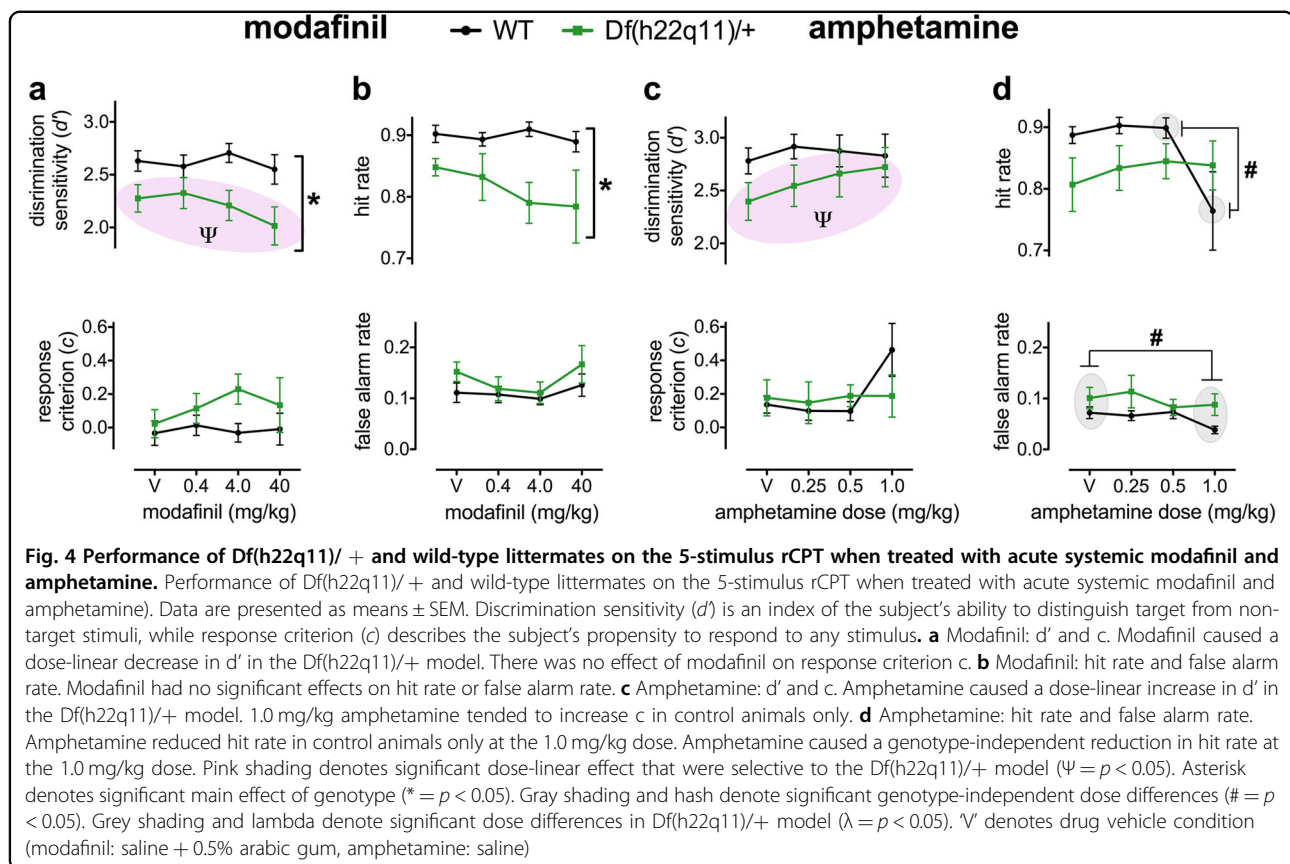 modafinil WT Df(h22q11)/+ amphetamine
a
disrimination
sensitivity (d')
3.0
2.5
2.0
Ψ
*
b
hit rate
0.9
0.8
0.7
*
c
disrimination
sensitivity (d')
3.0
2.5
2.0
Ψ
d
hit rate
0.9
0.8
0.7
#
response
criterion (c)
0.6
0.4
0.2
0.0
V 0.4 4.0 40
modafinil (mg/kg)
false alarm rate
0.2
0.1
0.0
V 0.4 4.0 40
modafinil (mg/kg)
response
criterion (c)
0.6
0.4
0.2
0.0
V 0.25 0.5 1.0
amphetamine dose (mg/kg)
false alarm rate
0.2
0.1
0.0
#
V 0.25 0.5 1.0
amphetamine dose (mg/kg)
Fig. 4 Performance of Df(h22q11)/ + and wild-type littermates on the 5-stimulus rCPT when treated with acute systemic modafinil and
amphetamine. Performance of Df(h22q11)/ + and wild-type littermates on the 5-stimulus rCPT when treated with acute systemic modafinil and
amphetamine). Data are presented as means ± SEM. Discrimination sensitivity (d') is an index of the subject's ability to distinguish target from non-
target stimuli, while response criterion (c) describes the subject's propensity to respond to any stimulus. a Modafinil: d' and c. Modafinil caused a
dose-linear decrease in d' in the Df(h22q11)/+ model. There was no effect of modafinil on response criterion c. b Modafinil: hit rate and false alarm
rate. Modafinil had no significant effects on hit rate or false alarm rate. c Amphetamine: d' and c. Amphetamine caused a dose-linear increase in d' in
the Df(h22q11)/+ model. 1.0 mg/kg amphetamine tended to increase c in control animals only. d Amphetamine: hit rate and false alarm rate.
Amphetamine reduced hit rate in control animals only at the 1.0 mg/kg dose. Amphetamine caused a genotype-independent reduction in hit rate at
the 1.0 mg/kg dose. Pink shading denotes significant dose-linear effect that were selective to the Df(h22q11)/+ model (Ψ = p < 0.05). Asterisk
denotes significant main effect of genotype (* = p < 0.05). Gray shading and hash denote significant genotype-independent dose differences (# = p
< 0.05). Grey shading and lambda denote significant dose differences in Df(h22q11)/+ model (λ = p < 0.05). 'V' denotes drug vehicle condition
(modafinil: saline + 0.5% arabic gum, amphetamine: saline)